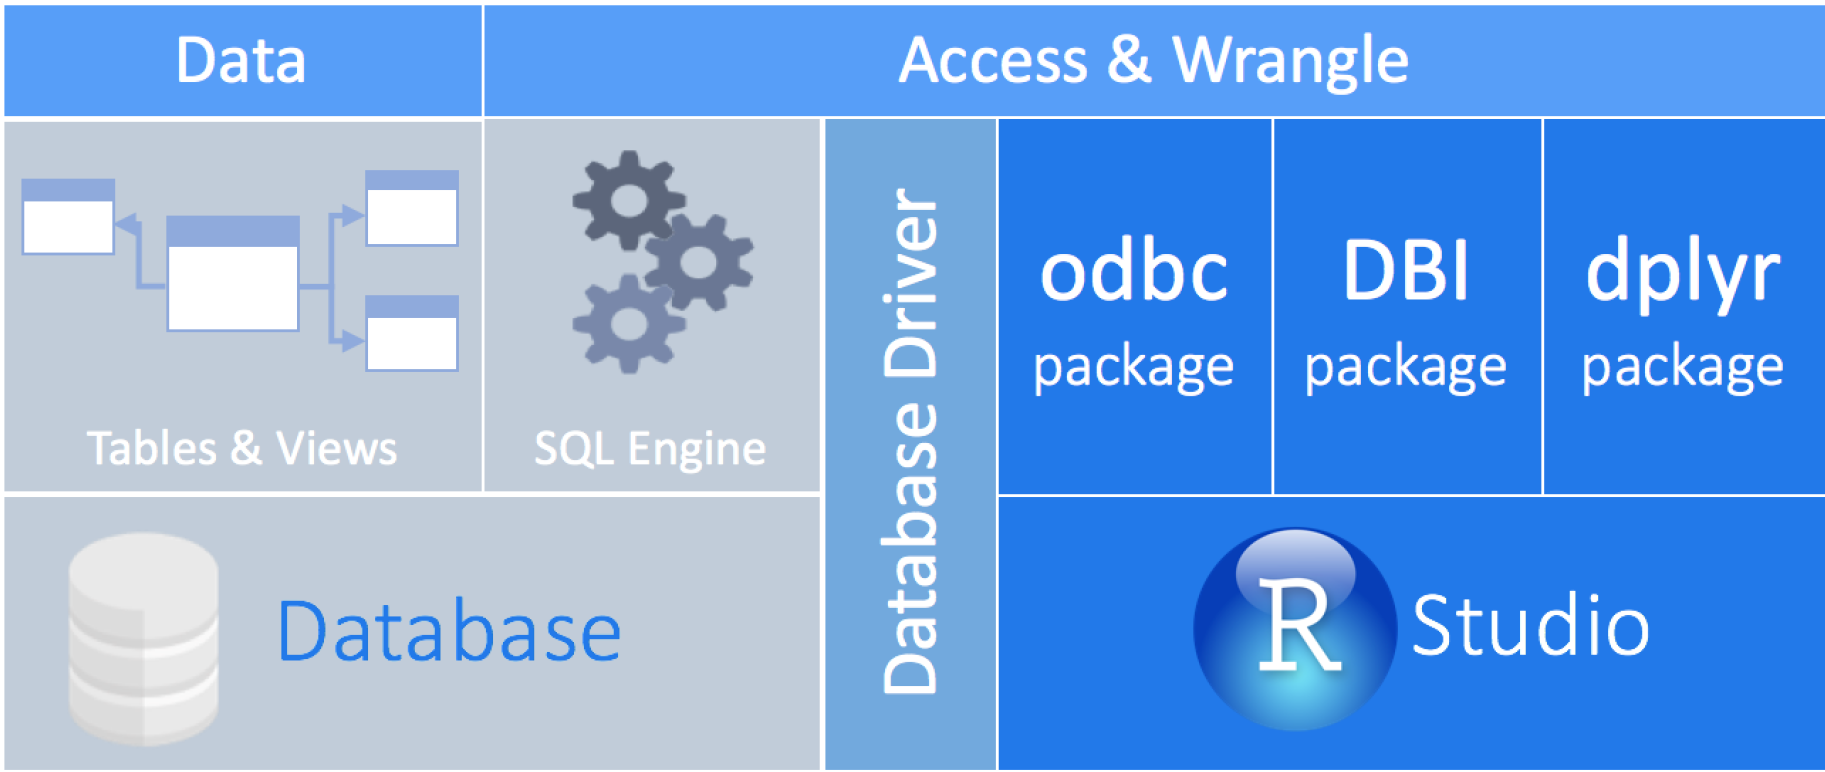 Data
Access & Wrangle
Tables & Views
SQL Engine
Database Driver
odbc
package
DBI
package
dplyr
package
Database
R Studio